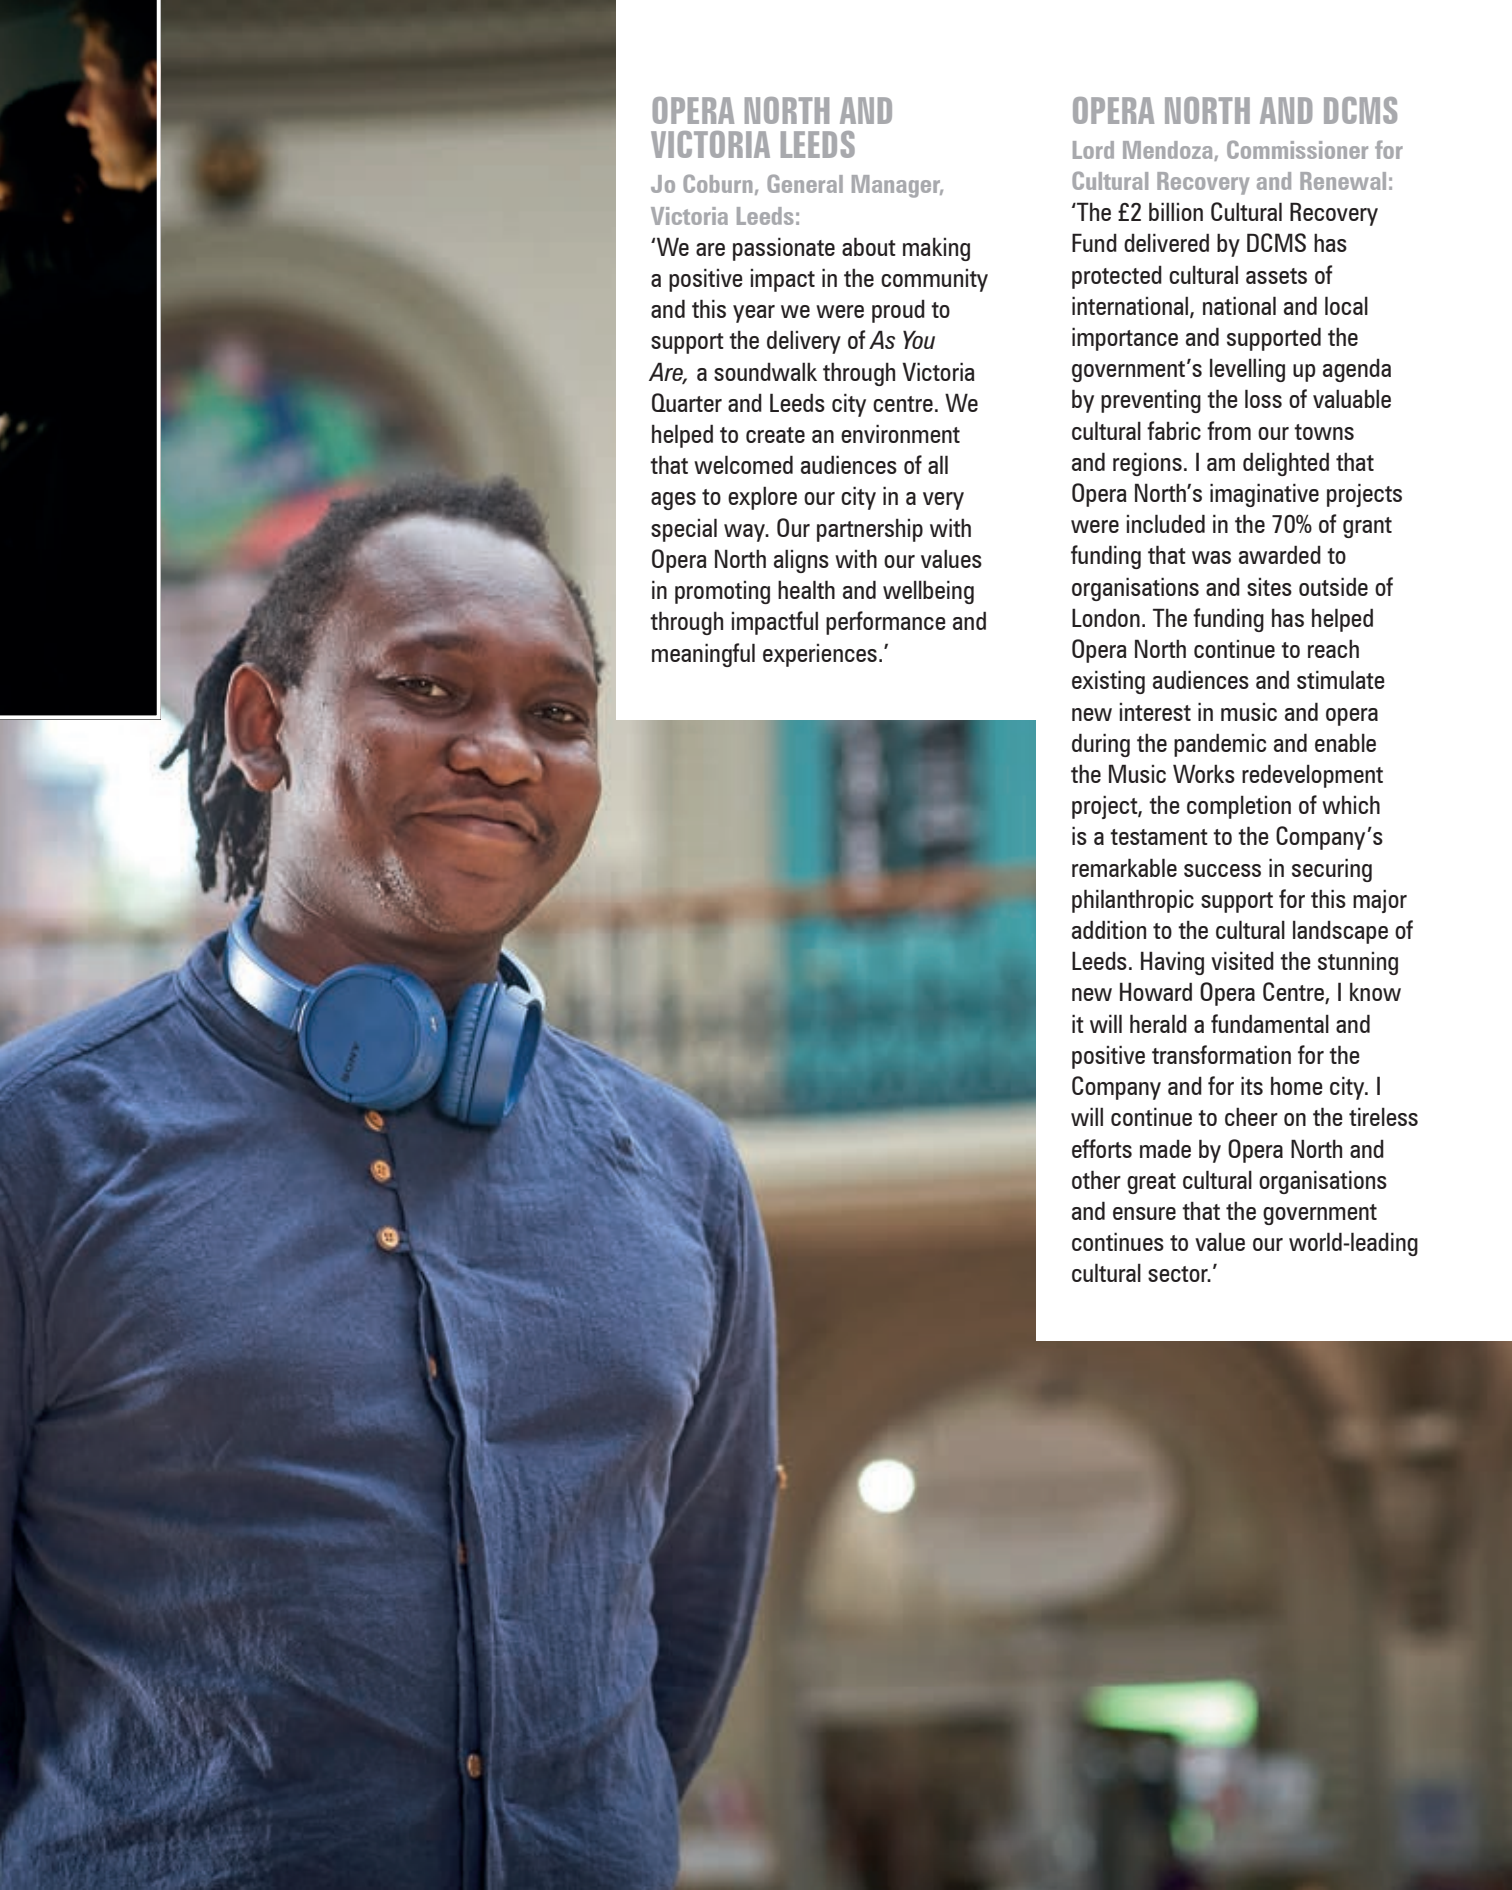 OPERA NORTH AND
VICTORIA LEEDS
Jo Coburn, General Manager,
Victoria Leeds:
‘We are passionate about making
a positive impact in the community
and this year we were proud to
support the delivery of As You
Are, a soundwalk through Victoria
Quarter and Leeds city centre. We
helped to create an environment
that welcomed audiences of all
ages to explore our city in a very
special way. Our partnership with
Opera North aligns with our values
in promoting health and wellbeing
through impactful performance and
meaningful experiences.’
OPERA NORTH AND DCMS
Lord Mendoza, Commissioner for
Cultural Recovery and Renewal:
‘The £2 billion Cultural Recovery
Fund delivered by DCMS has
protected cultural assets of
international, national and local
importance and supported the
government’s levelling up agenda
by preventing the loss of valuable
cultural fabric from our towns
and regions. I am delighted that
Opera North’s imaginative projects
were included in the 70% of grant
funding that was awarded to
organisations and sites outside of
London. The funding has helped
Opera North continue to reach
existing audiences and stimulate
new interest in music and opera
during the pandemic and enable
the Music Works redevelopment
project, the completion of which
is a testament to the Company’s
remarkable success in securing
philanthropic support for this major
addition to the cultural landscape of
Leeds. Having visited the stunning
new Howard Opera Centre, I know
it will herald a fundamental and
positive transformation for the
Company and for its home city. I
will continue to cheer on the tireless
efforts made by Opera North and
other great cultural organisations
and ensure that the government
continues to value our world-leading
cultural sector.’
SONY